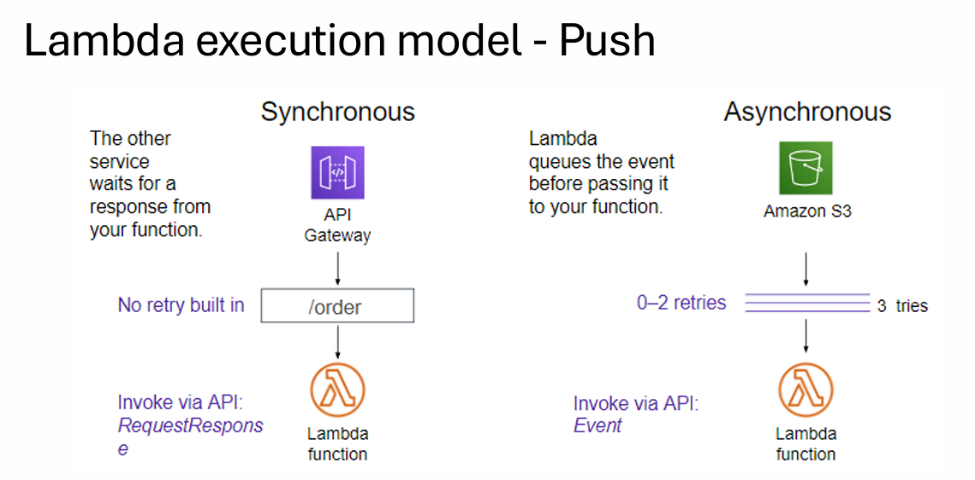 Lambda execution model - Push
Synchronous
The other
service
waits for a
response from
your function.
API
Gateway
No retry built in
/order
Invoke via API:
RequestRespons
e
Lambda
function
Asynchronous
Lambda
queues the event
before passing it
to your function.
Amazon S3
0–2 retries
3 tries
Invoke via API:
Event
Lambda
function